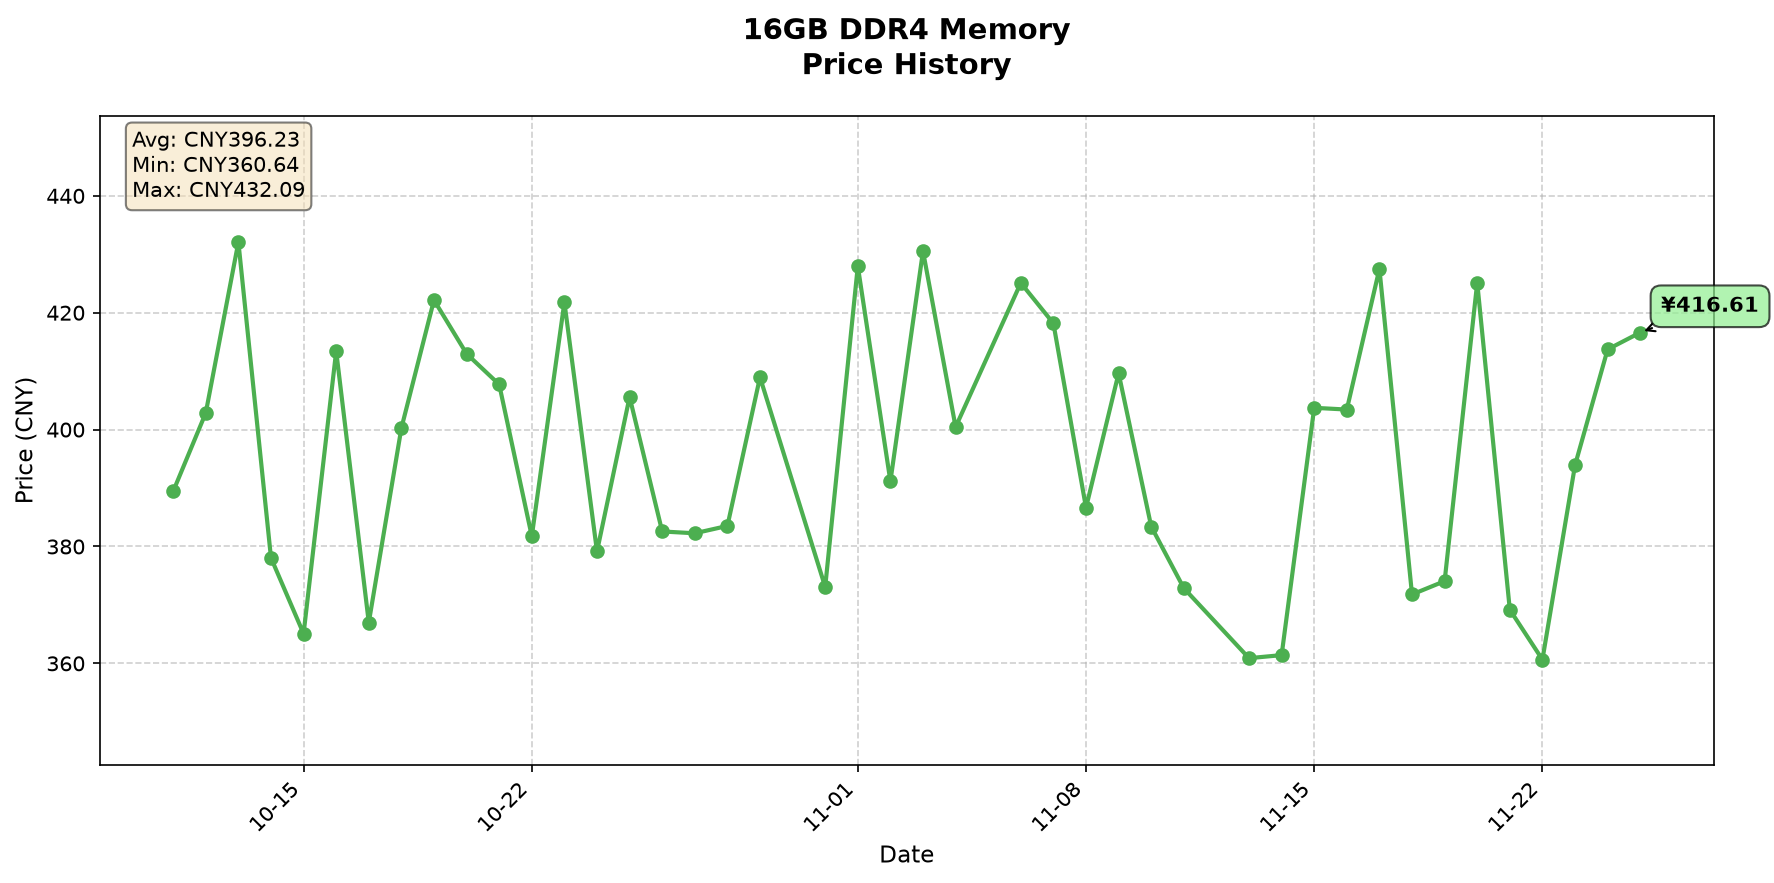 16GB DDR4 Memory
Price History
Avg: CNY396.23
Min: CNY360.64
Max: CNY432.09
¥416.61
Price (CNY)
440
420
400
380
360
10-15
10-22
11-01
11-08
11-15
11-22
Date